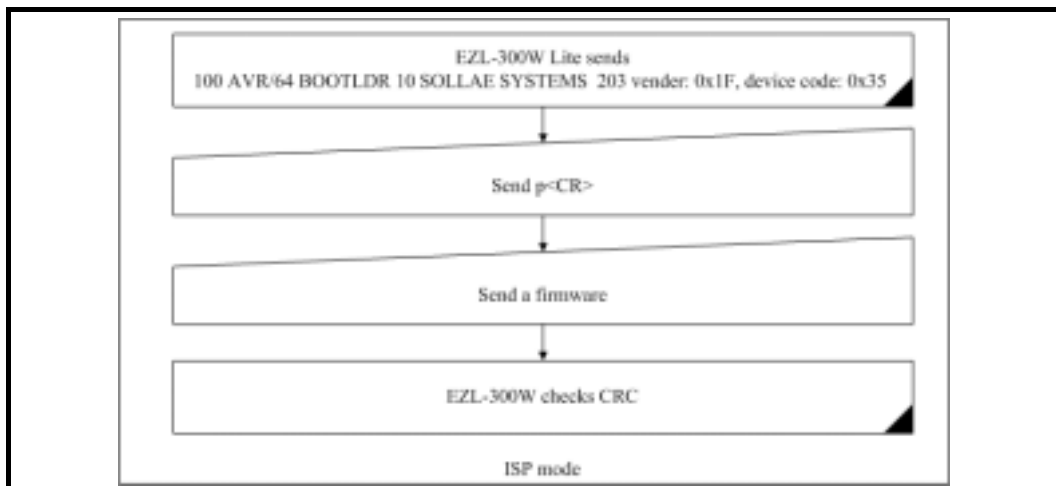 EZL-300W Lite sends
100 AVR/64 BOOTLDR 10 SOLLAE SYSTEMS 203 vender: 0x1F, device code: 0x35
Send p<CR>
Send a firmware
EZL-300W checks CRC
ISP mode